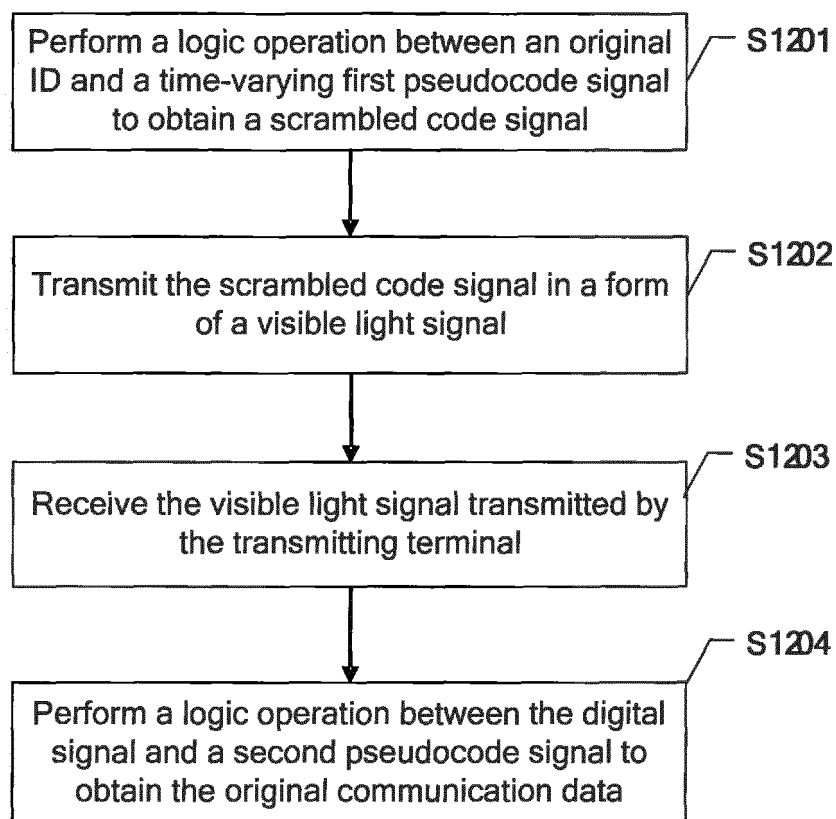 Perform a logic operation between an original
ID and a time-varying first pseudocode signal
to obtain a scrambled code signal
S1201
Transmit the scrambled code signal in a form
of a visible light signal
S1202
Receive the visible light signal transmitted by
the transmitting terminal
S1203
Perform a logic operation between the digital
signal and a second pseudocode signal to
obtain the original communication data
S1204